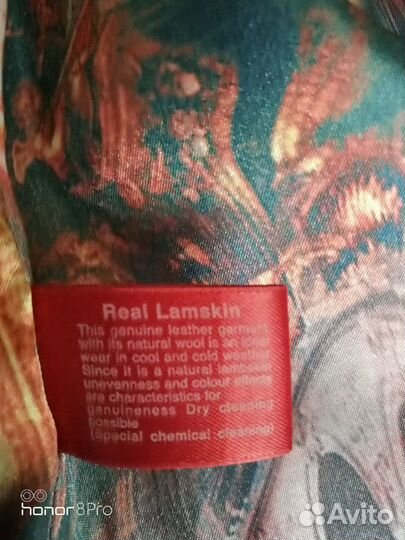 Real Lamskin
This genuine leather garment
with its natural wool is an ideal
wear in cool and cold weather
Since it is a natural lambskin
unevenness and colour effects
are characteristics for
genuineness Dry cleaning
possible
(Special chemical cleaning)
honor 8Pro
Avito